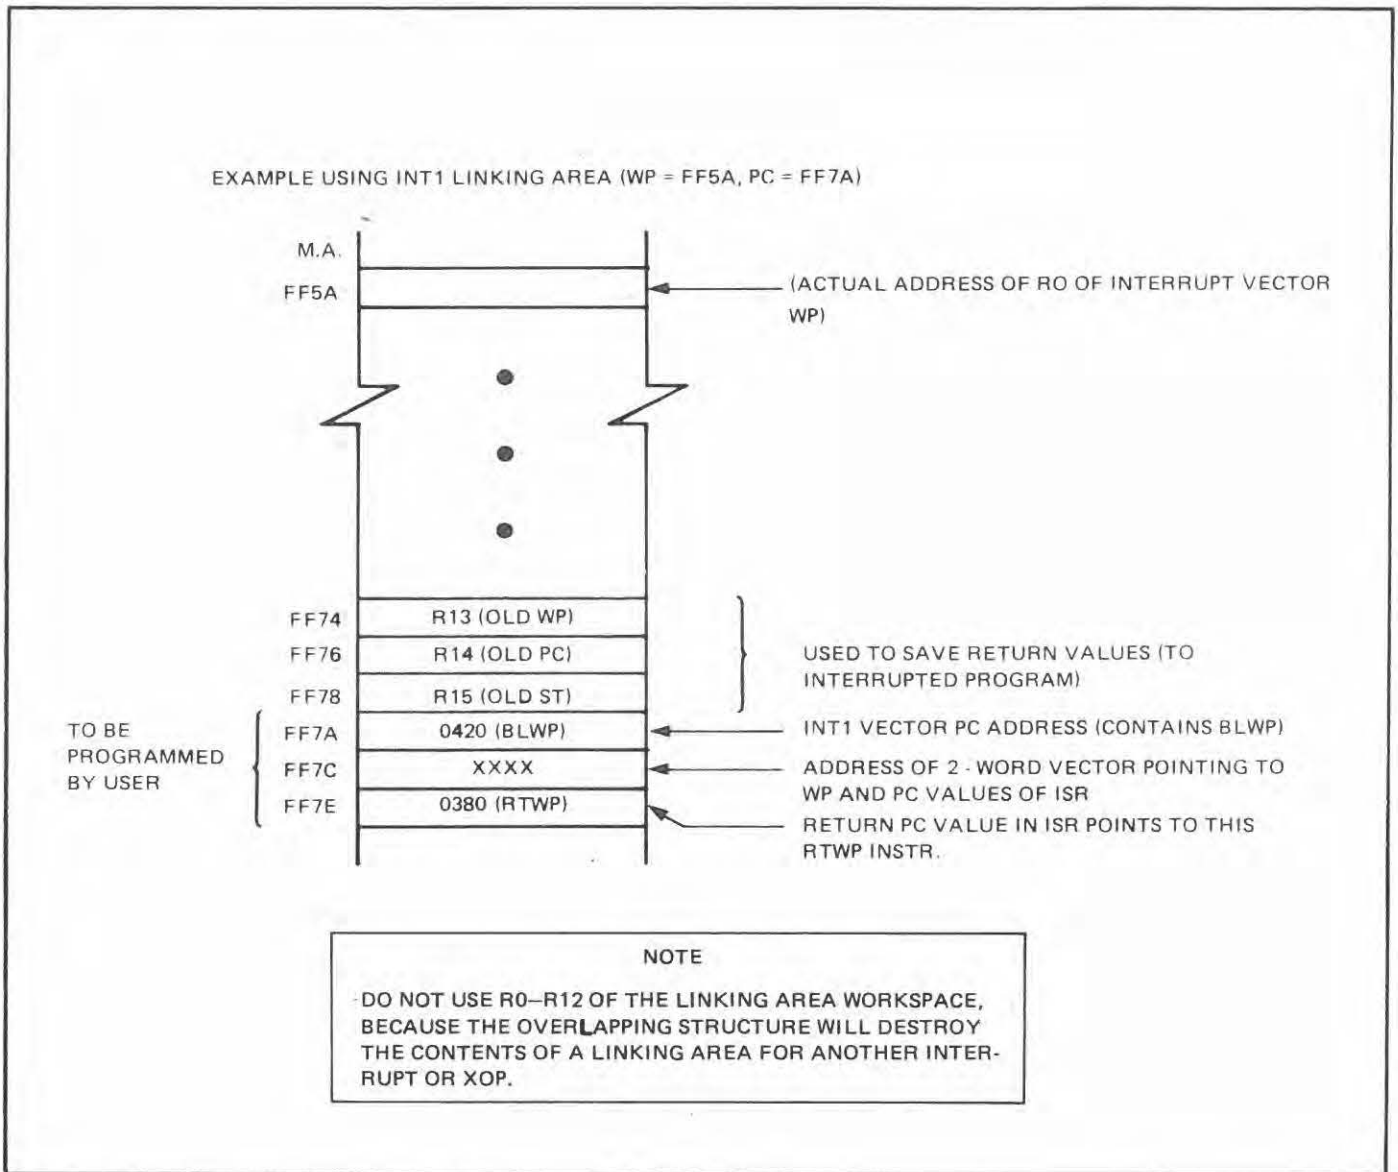 EXAMPLE USING INT1 LINKING AREA (WP = FF5A, PC = FF7A)
M.A.
FF5A
(ACTUAL ADDRESS OF RO OF INTERRUPT VECTOR
WP)
FF74 R13 (OLD WP)
FF76 R14 (OLD PC)
FF78 R15 (OLD ST)
USED TO SAVE RETURN VALUES (TO
INTERRUPTED PROGRAM)
TO BE
PROGRAMMED
BY USER
FF7A 0420 (BLWP) INT1 VECTOR PC ADDRESS (CONTAINS BLWP)
FF7C XXXX ADDRESS OF 2 - WORD VECTOR POINTING TO
WP AND PC VALUES OF ISR
FF7E 0380 (RTWP) RETURN PC VALUE IN ISR POINTS TO THIS
RTWP INSTR.
NOTE
DO NOT USE R0–R12 OF THE LINKING AREA WORKSPACE,
BECAUSE THE OVERLAPPING STRUCTURE WILL DESTROY
THE CONTENTS OF A LINKING AREA FOR ANOTHER INTER-
RUPT OR XOP.